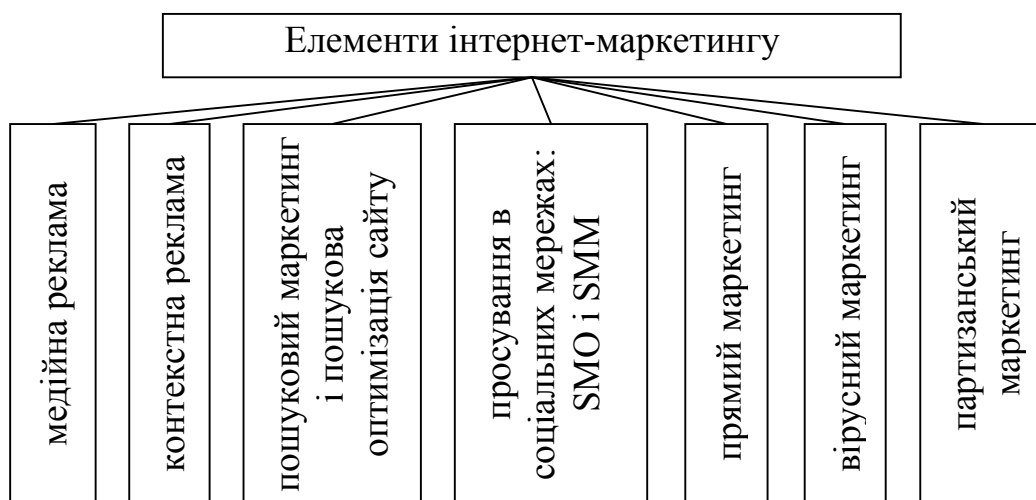 Елементи інтернет-маркетингу
медійна реклама
контекстна реклама
пошуковий маркетинг
і пошукова
оптимізація сайту
просування в
соціальних мережах:
SMO і SMM
прямий маркетинг
вірусний маркетинг
партизанський
маркетинг